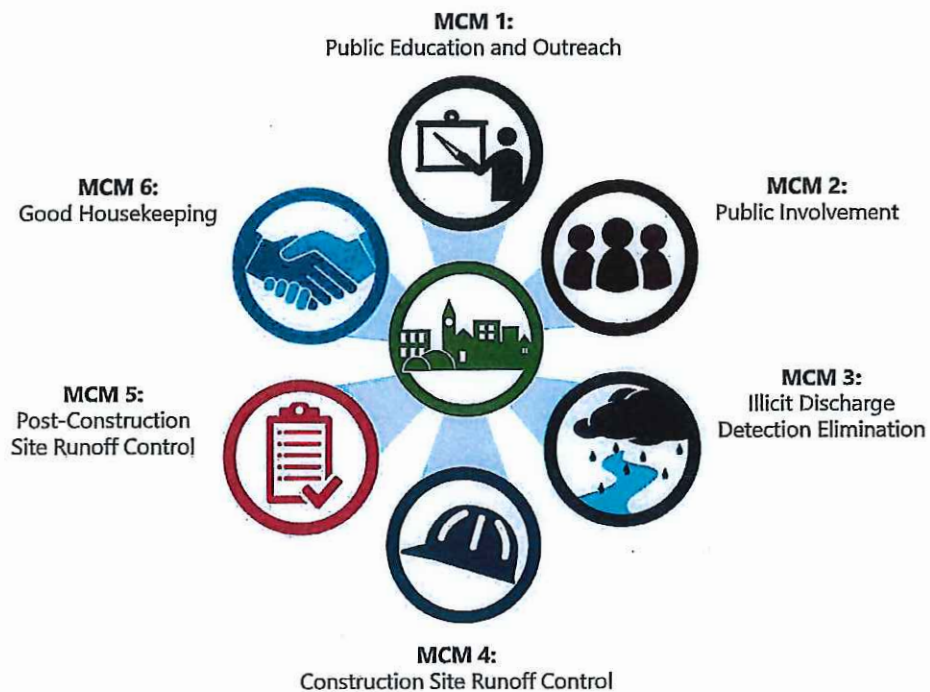 MCM 1:
Public Education and Outreach
MCM 2:
Public Involvement
MCM 3:
Illicit Discharge
Detection Elimination
MCM 4:
Construction Site Runoff Control
MCM 5:
Post-Construction
Site Runoff Control
MCM 6:
Good Housekeeping